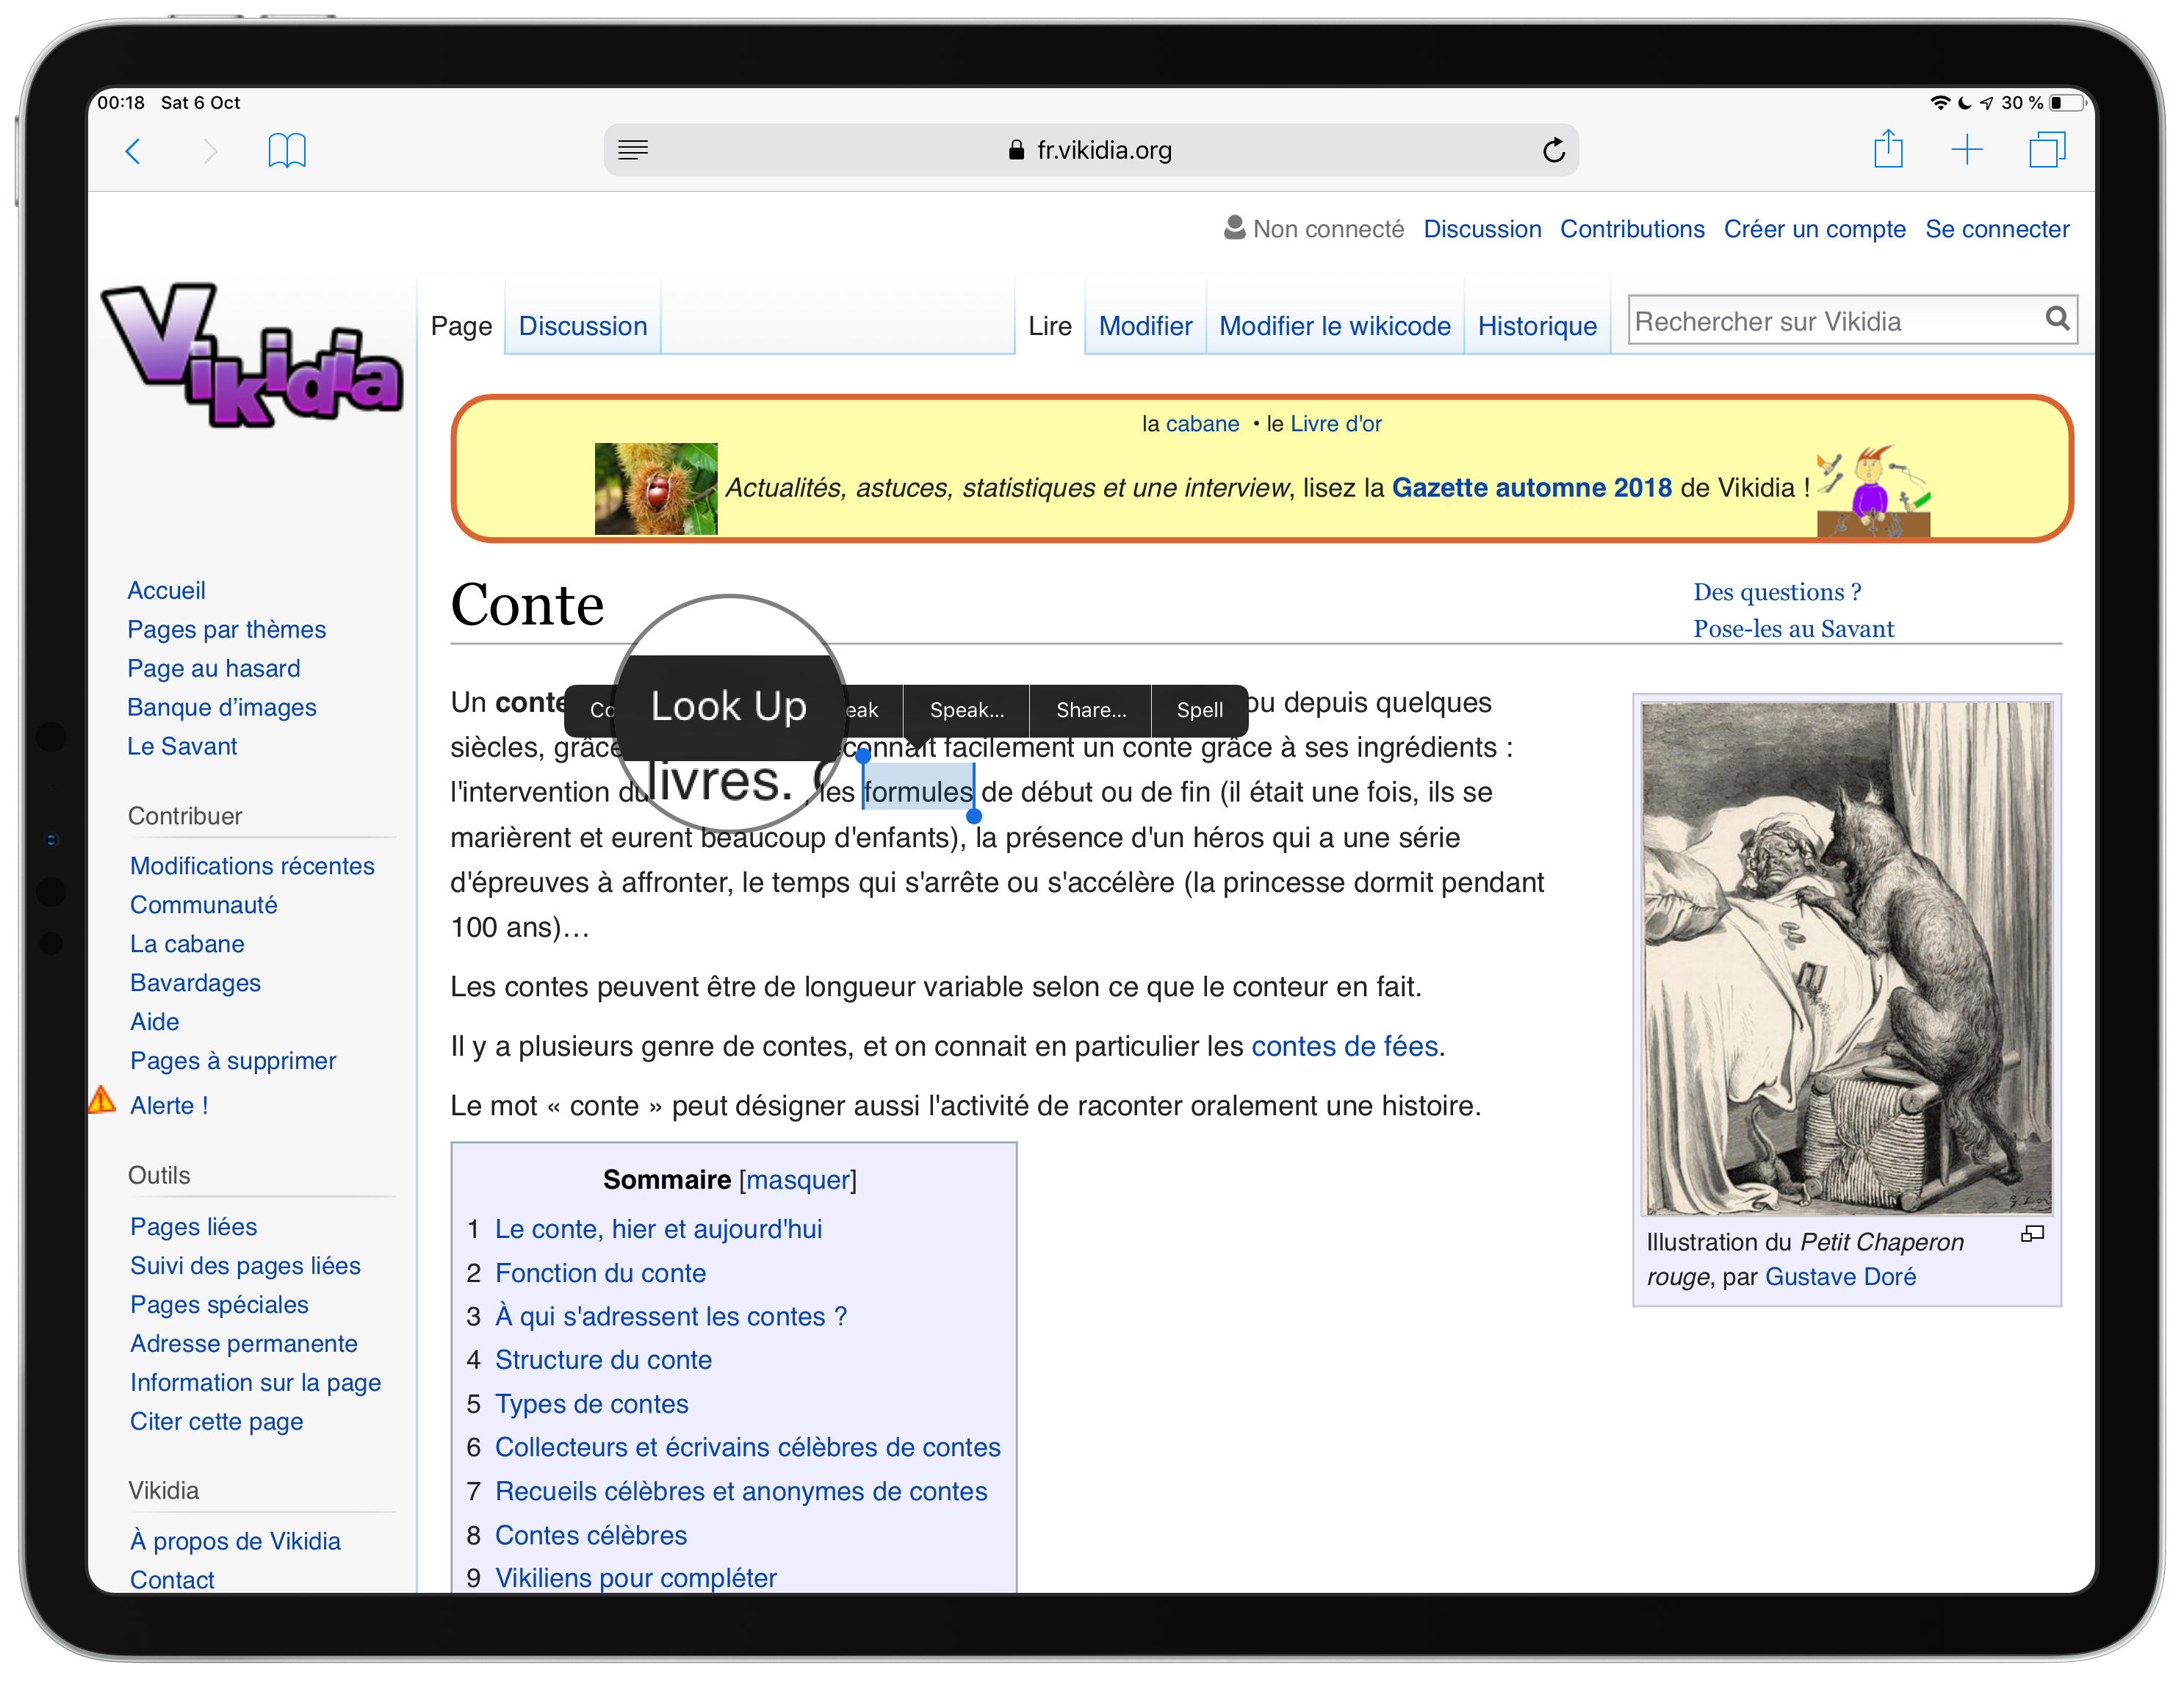 00:18 Sat 6 Oct
30 %
fr.vikidia.org
Non connecté Discussion Contributions Créer un compte Se connecter
Vikidia
Page Discussion Lire Modifier Modifier le wikicode Historique Rechercher sur Vikidia
la cabane • le Livre d'or
Actualités, astuces, statistiques et une interview, lisez la Gazette automne 2018 de Vikidia !
Accueil
Pages par thèmes
Page au hasard
Banque d'images
Le Savant
Contribuer
Modifications récentes
Communauté
La cabane
Bavardages
Aide
Pages à supprimer
Alerte !
Outils
Pages liées
Suivi des pages liées
Pages spéciales
Adresse permanente
Information sur la page
Citer cette page
Vikidia
À propos de Vikidia
Contact
Conte
Des questions ?
Pose-les au Savant
Look Up Speak... Share... Spell
livres.
Un conte ou depuis quelques
siècles, grâce facilement un conte grâce à ses ingrédients :
l'intervention du les formules de début ou de fin (il était une fois, ils se
marièrent et eurent beaucoup d'enfants), la présence d'un héros qui a une série
d'épreuves à affronter, le temps qui s'arrête ou s'accélère (la princesse dormit pendant
100 ans)…
Les contes peuvent être de longueur variable selon ce que le conteur en fait.
Il y a plusieurs genre de contes, et on connait en particulier les contes de fées.
Le mot « conte » peut désigner aussi l'activité de raconter oralement une histoire.
Sommaire [masquer]
1 Le conte, hier et aujourd'hui
2 Fonction du conte
3 À qui s'adressent les contes ?
4 Structure du conte
5 Types de contes
6 Collecteurs et écrivains célèbres de contes
7 Recueils célèbres et anonymes de contes
8 Contes célèbres
9 Vikiliens pour compléter
Illustration du Petit Chaperon
rouge, par Gustave Doré